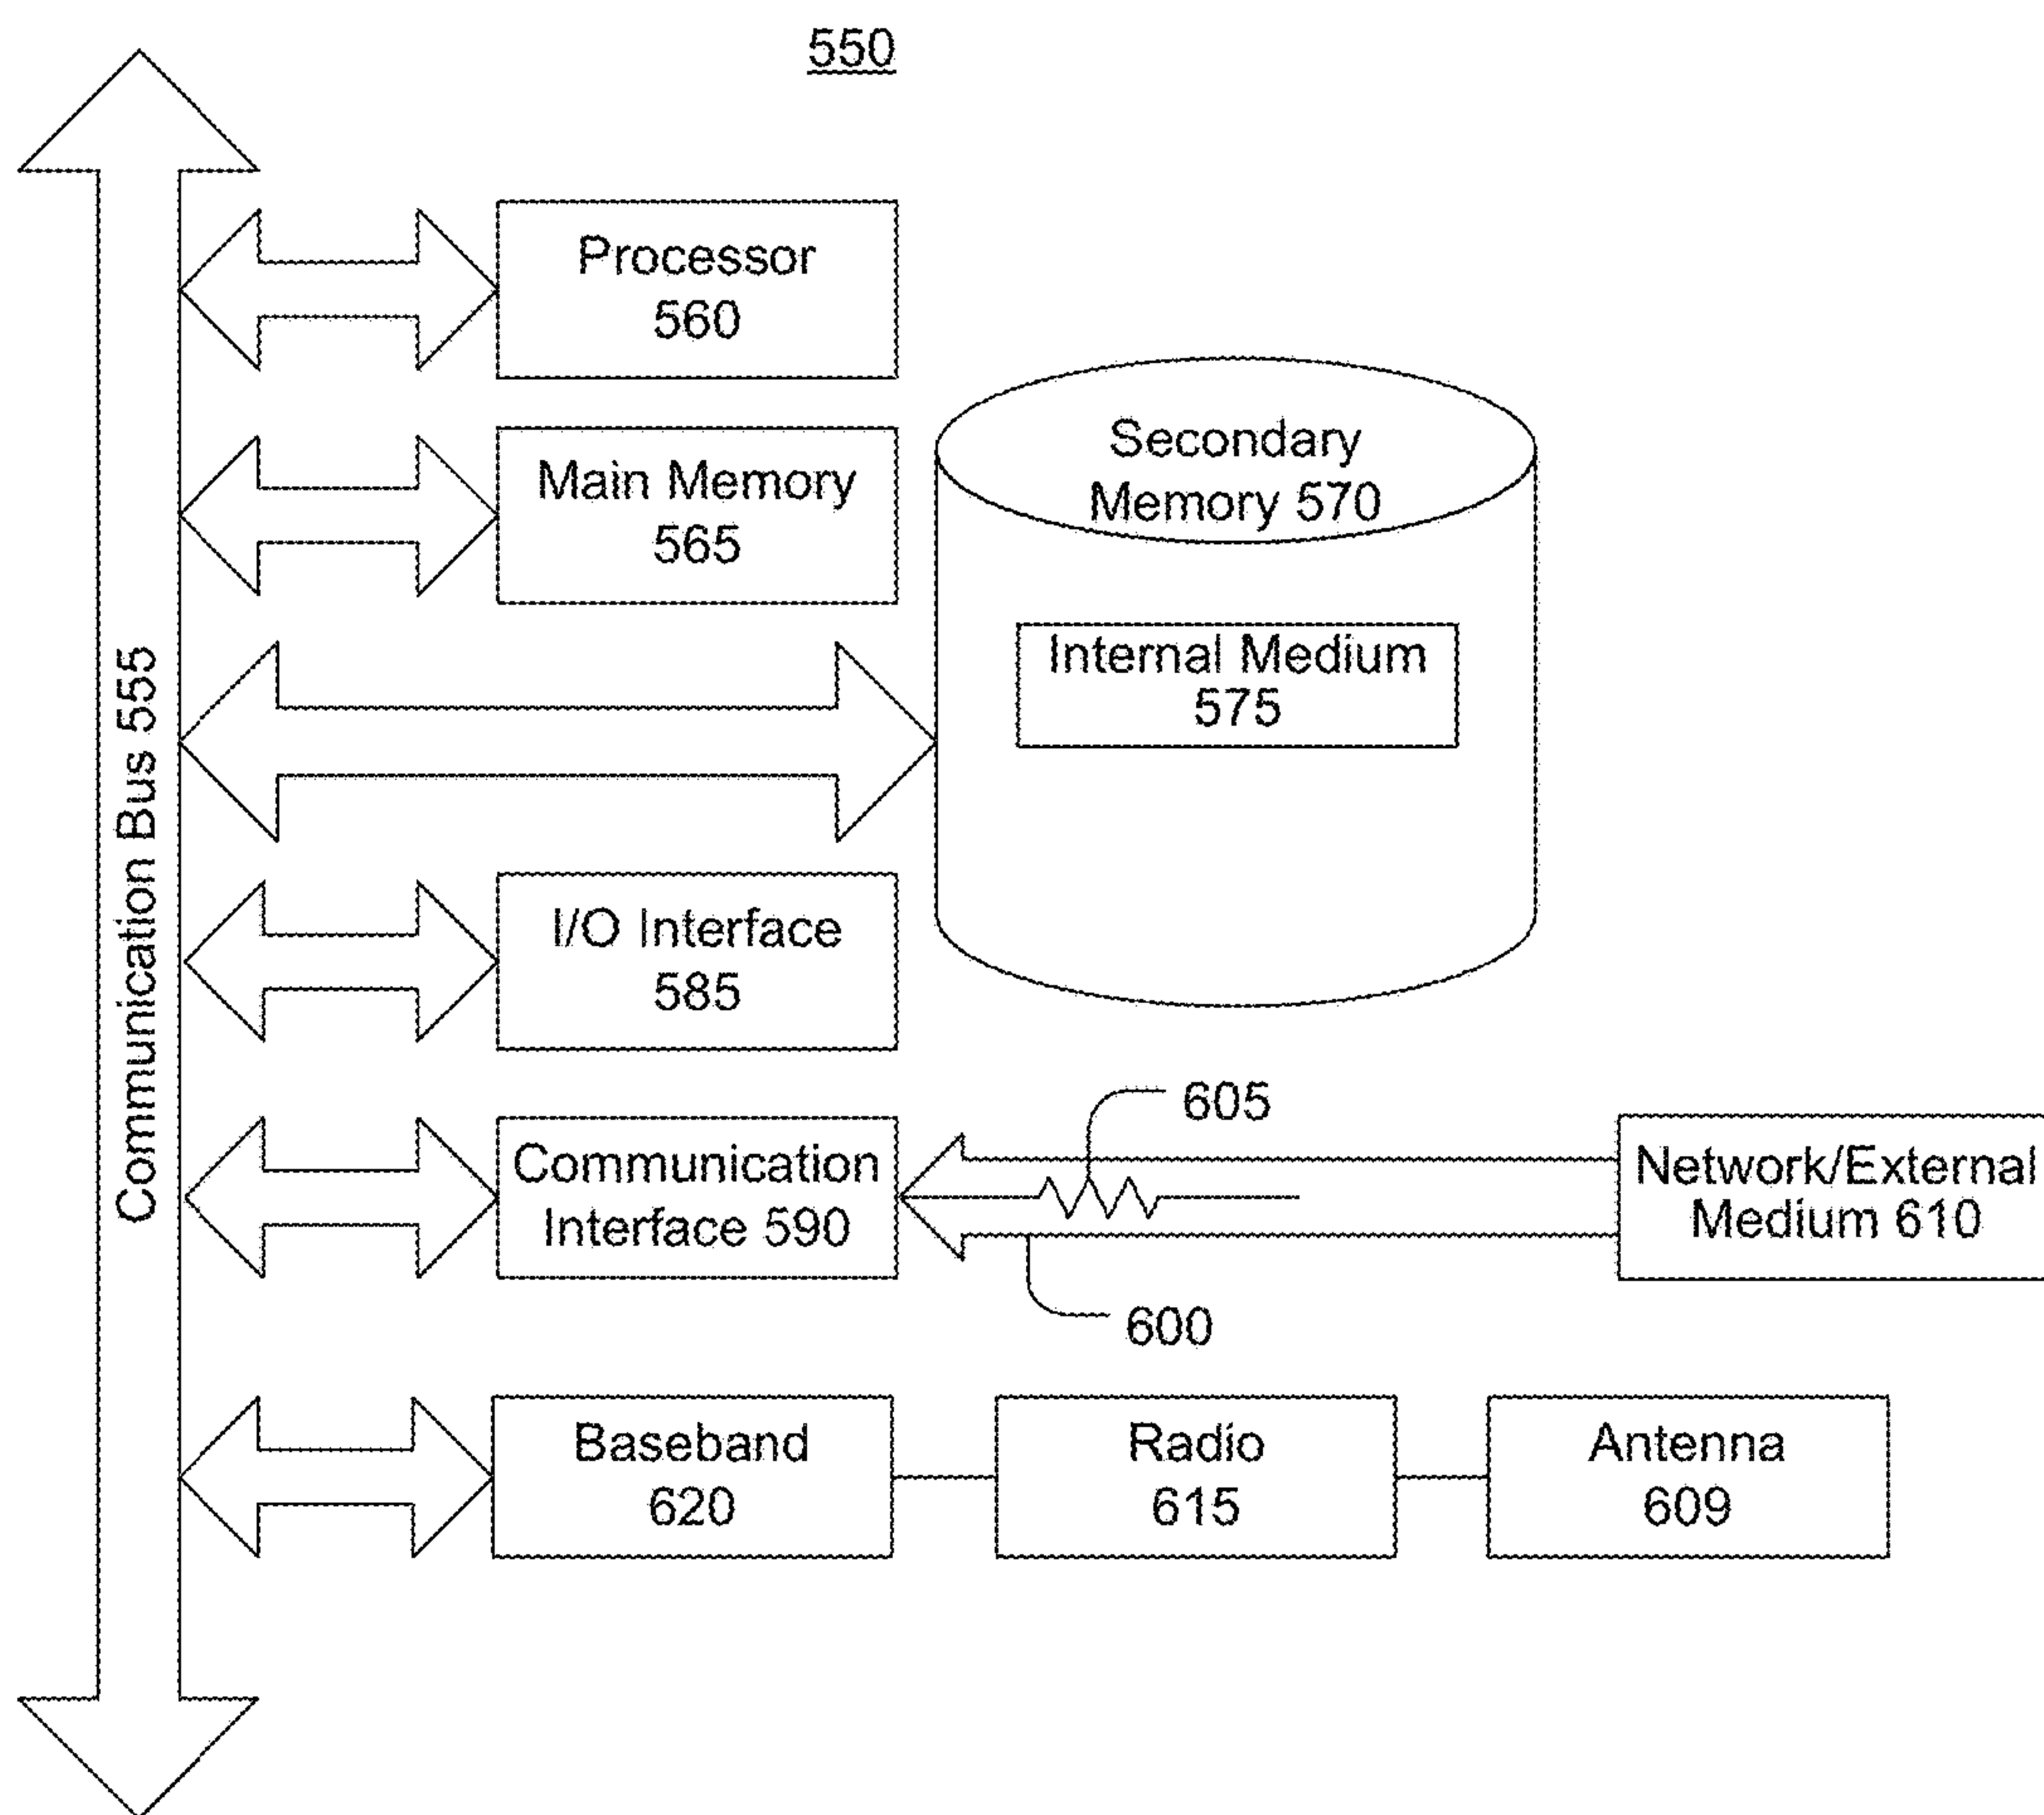 550
Processor
560
Main Memory
565
Secondary
Memory 570
Internal Medium
575
Communication Bus 555
I/O Interface
585
605
Communication
Interface 590
Network/External
Medium 610
600
Baseband
620
Radio
615
Antenna
609